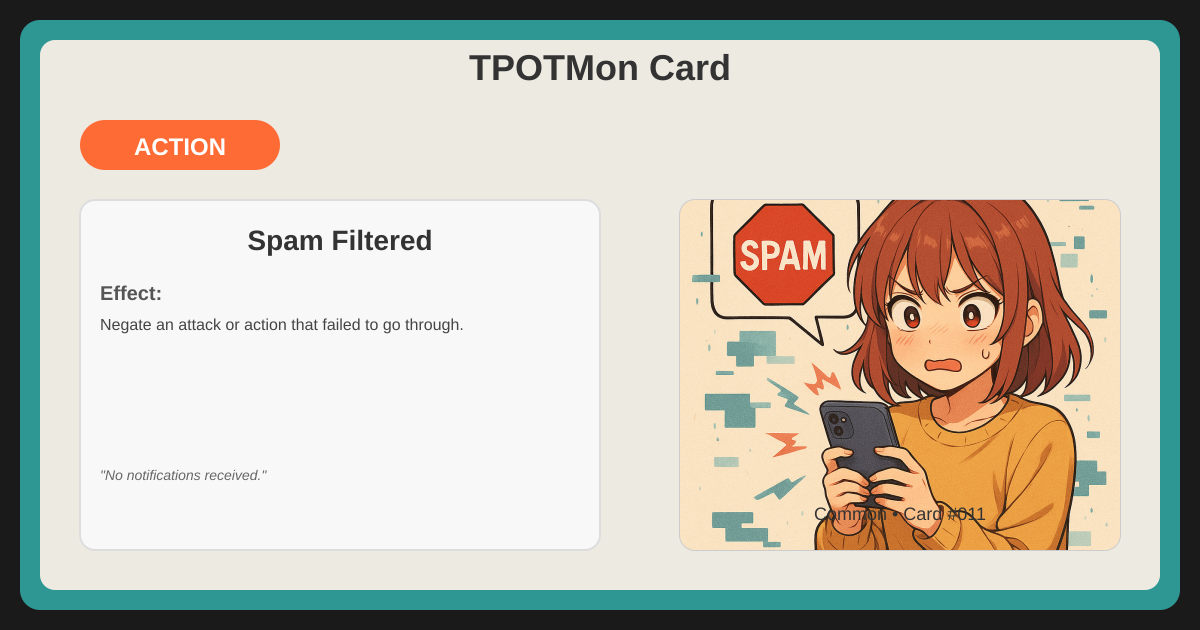 TPOTMon Card
ACTION
Spam Filtered
Effect:
Negate an attack or action that failed to go through.
"No notifications received."
SPAM
Common • Card #011